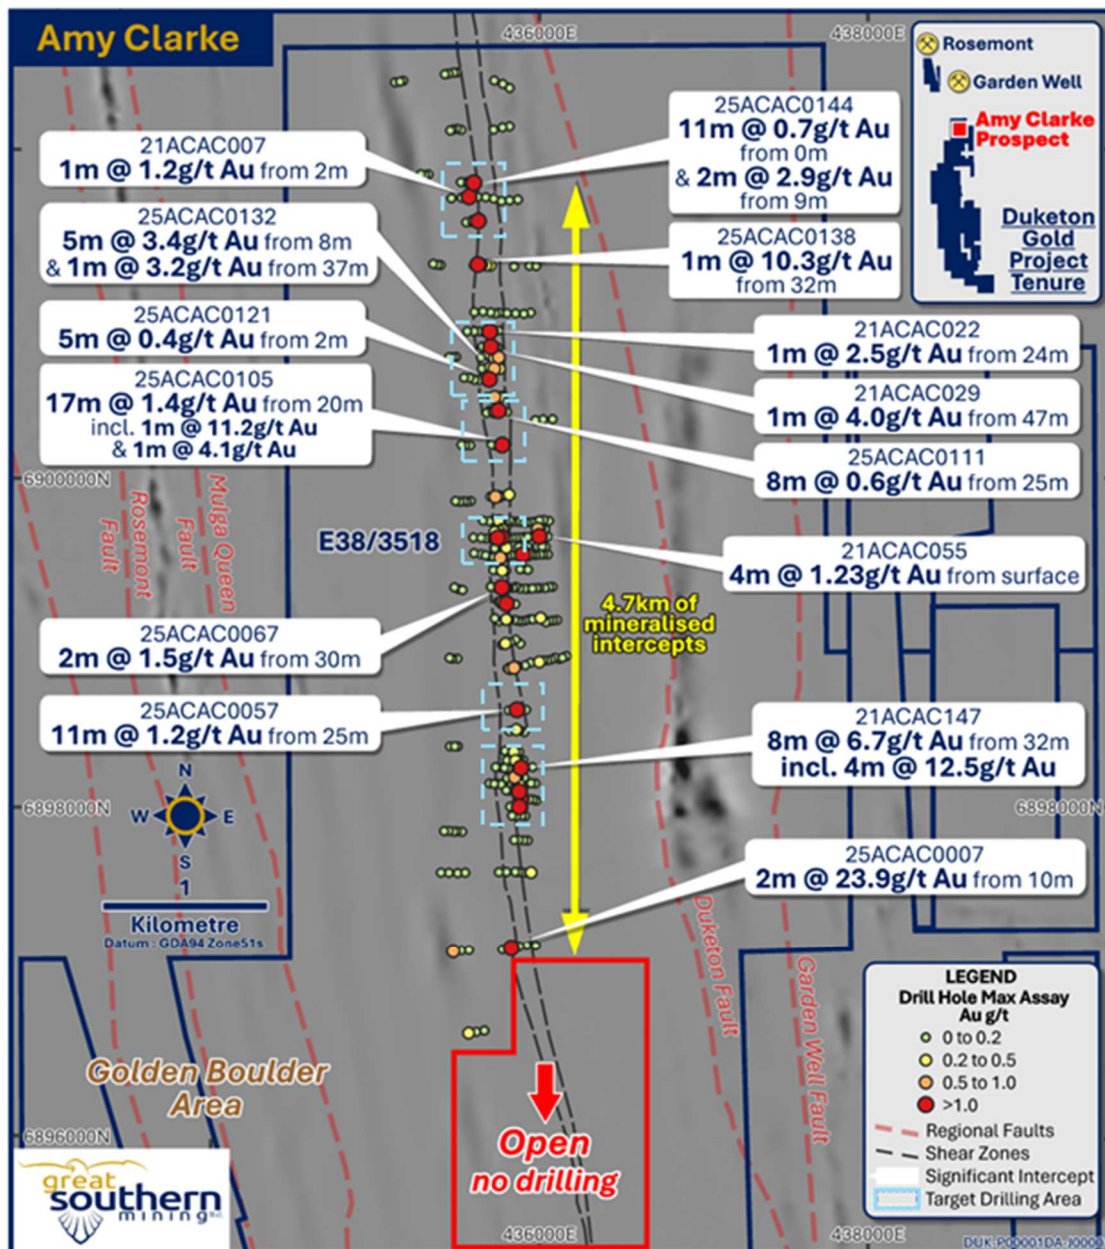 Amy Clarke
436000E
438000E
Rosemont
Garden Well
Amy Clarke
Prospect
Duketon
Gold
Project
Tenure
21ACAC007
1m @ 1.2g/t Au from 2m
25ACAC0132
5m @ 3.4g/t Au from 8m
& 1m @ 3.2g/t Au from 37m
25ACAC0121
5m @ 0.4g/t Au from 2m
25ACAC0105
17m @ 1.4g/t Au from 20m
incl. 1m @ 11.2g/t Au
& 1m @ 4.1g/t Au
25ACAC0144
11m @ 0.7g/t Au
from 0m
& 2m @ 2.9g/t Au
from 9m
25ACAC0138
1m @ 10.3g/t Au
from 32m
21ACAC022
1m @ 2.5g/t Au from 24m
21ACAC029
1m @ 4.0g/t Au from 47m
25ACAC0111
8m @ 0.6g/t Au from 25m
6900000N
Rosemont
Fault
Mulga Queen
Fault
E38/3518
21ACAC055
4m @ 1.23g/t Au from surface
4.7km of
mineralised
intercepts
25ACAC0067
2m @ 1.5g/t Au from 30m
25ACAC0057
11m @ 1.2g/t Au from 25m
21ACAC147
8m @ 6.7g/t Au from 32m
incl. 4m @ 12.5g/t Au
6898000N
6898000N
N
W
E
S
1
Kilometre
Datum : GDA94 Zone51s
25ACAC0007
2m @ 23.9g/t Au from 10m
Duketon Fault
Garden Well Fault
LEGEND
Drill Hole Max Assay
Au g/t
0 to 0.2
0.2 to 0.5
0.5 to 1.0
>1.0
Regional Faults
Shear Zones
Significant Intercept
Target Drilling Area
Golden Boulder
Area
6896000N
Open
no drilling
great
southern
mining
436000E
438000E